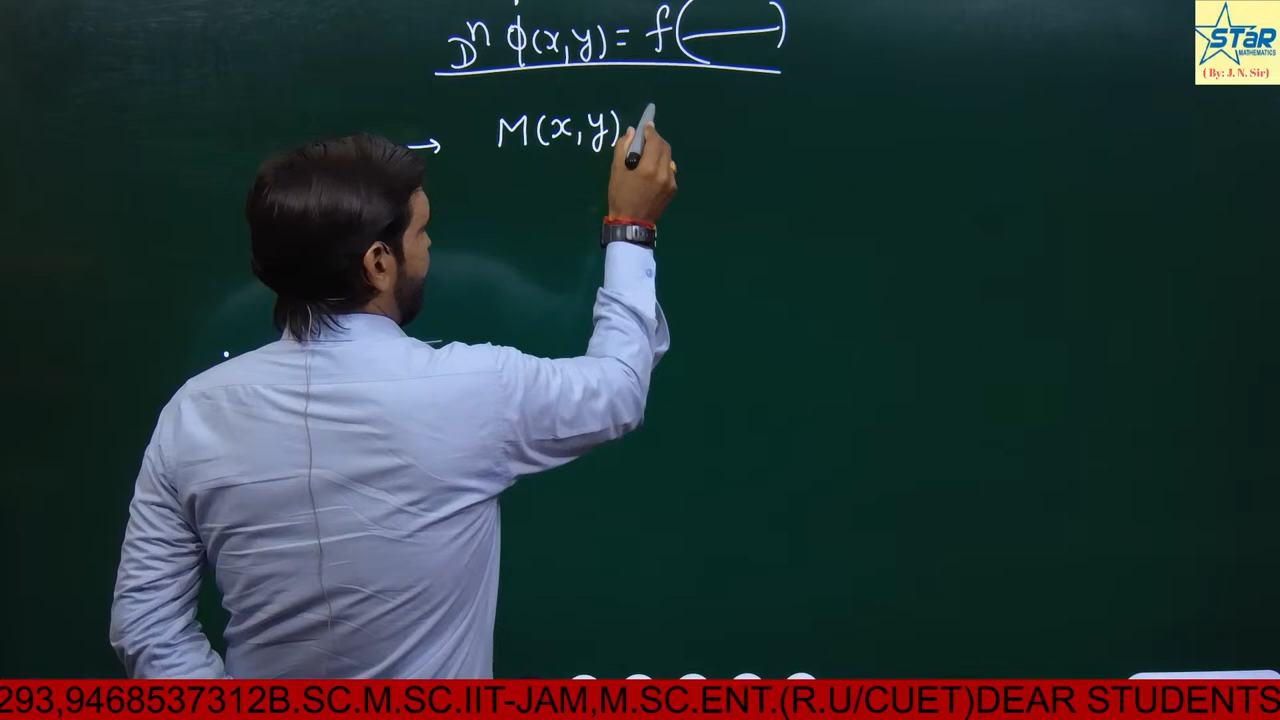 Dⁿ ϕ(x,y) = f( — )
→ M(x,y)
STaR
MATHEMATICS
( By: J. N. Sir)
293,9468537312B.SC.M.SC.IIT-JAM,M.SC.ENT.(R.U/CUET)DEAR STUDENTS